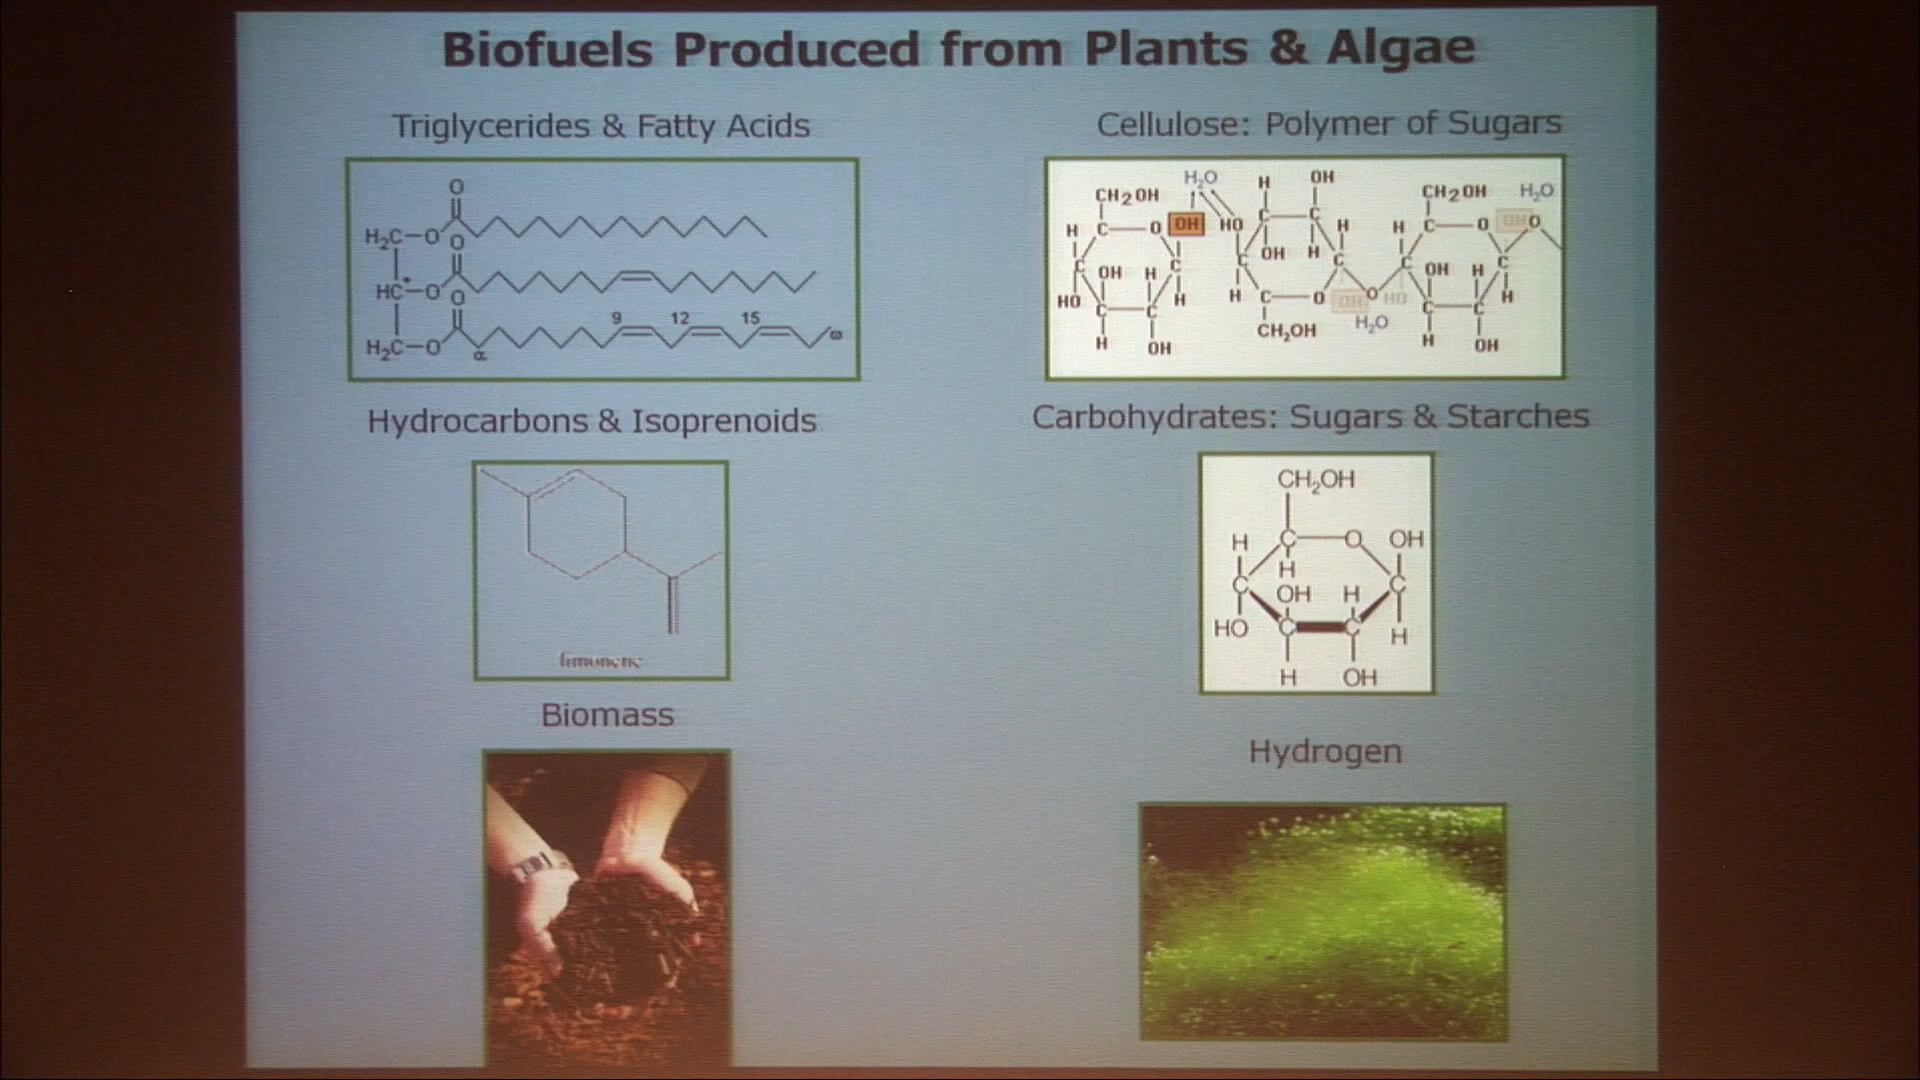 Biofuels Produced from Plants & Algae
Triglycerides & Fatty Acids
O
H₂C—O
O
HC—O
O
H₂C—O
α
9 12 15
ω
Cellulose: Polymer of Sugars
H₂O
CH₂OH
H
OH
CH₂OH
H₂O
H
C
O
OH
HO
C
C
H
H
C
O
OH
O
C
OH
H
C
C
OH
H
C
C
OH
H
C
HO
C
C
H
H
C
O
OH
O
HO
C
C
H
H
OH
CH₂OH
H₂O
H
OH
Hydrocarbons & Isoprenoids
limonene
Carbohydrates: Sugars & Starches
CH₂OH
H
C
O
OH
H
C
OH
H
C
HO
C
C
H
H
OH
Biomass
Hydrogen